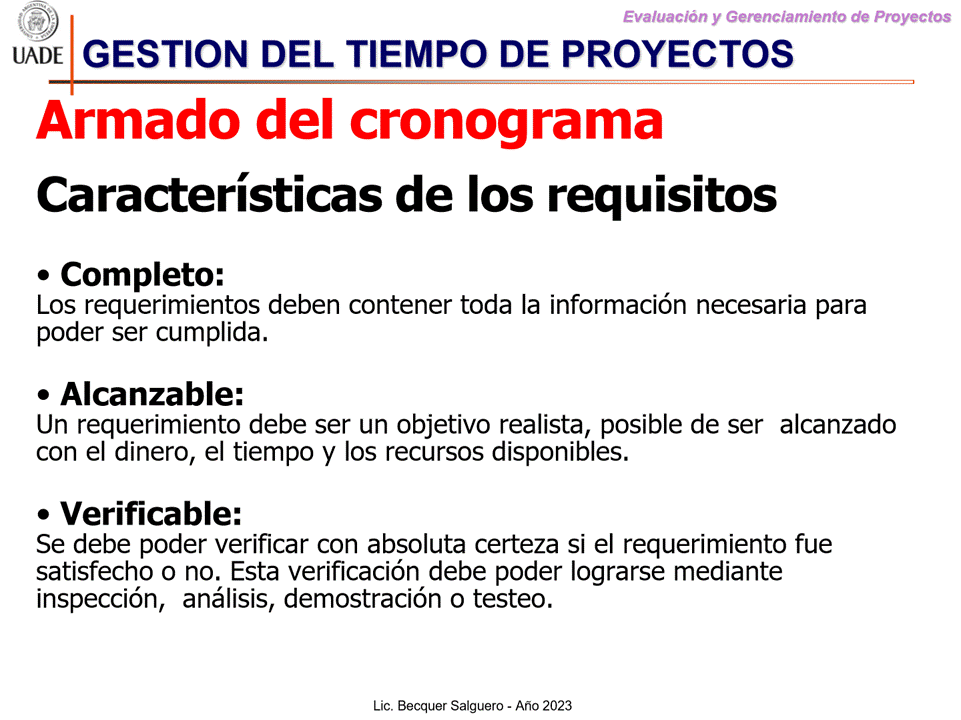 Evaluación y Gerenciamiento de Proyectos
UADE
GESTION DEL TIEMPO DE PROYECTOS
Armado del cronograma
Características de los requisitos
• Completo:
Los requerimientos deben contener toda la información necesaria para
poder ser cumplida.
• Alcanzable:
Un requerimiento debe ser un objetivo realista, posible de ser  alcanzado
con el dinero, el tiempo y los recursos disponibles.
• Verificable:
Se debe poder verificar con absoluta certeza si el requerimiento fue
satisfecho o no. Esta verificación debe poder lograrse mediante
inspección,  análisis, demostración o testeo.
Lic. Becquer Salguero - Año 2023